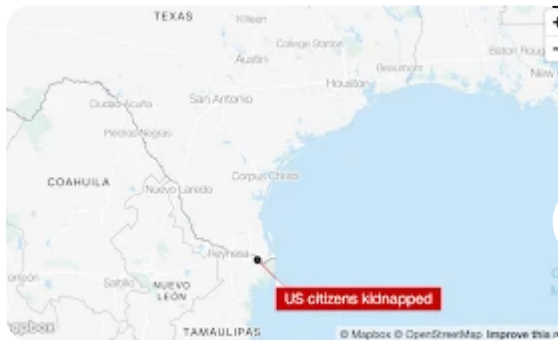 TEXAS
Killeen
College Station
Austin
Beaumont
Baton Roug
Houston
New
San Antonio
Ciudad Acuña
Piedras Negras
COAHUILA
Nuevo Laredo
Corpus Christi
Reynosa
Saltillo
NUEVO
LEÓN
US citizens kidnapped
TAMAULIPAS
© Mapbox © OpenStreetMap Improve this